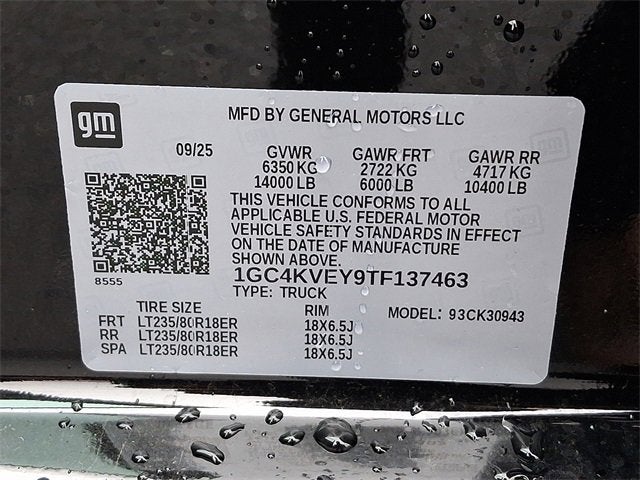 gm
MFD BY GENERAL MOTORS LLC
09/25 GVWR GAWR FRT GAWR RR
6350 KG 2722 KG 4717 KG
14000 LB 6000 LB 10400 LB
THIS VEHICLE CONFORMS TO ALL
APPLICABLE U.S. FEDERAL MOTOR
VEHICLE SAFETY STANDARDS IN EFFECT
ON THE DATE OF MANUFACTURE
SHOWN ABOVE.
8555
1GC4KVEY9TF137463
TYPE: TRUCK
TIRE SIZE RIM MODEL: 93CK30943
FRT LT235/80R18ER 18X6.5J
RR LT235/80R18ER 18X6.5J
SPA LT235/80R18ER 18X6.5J